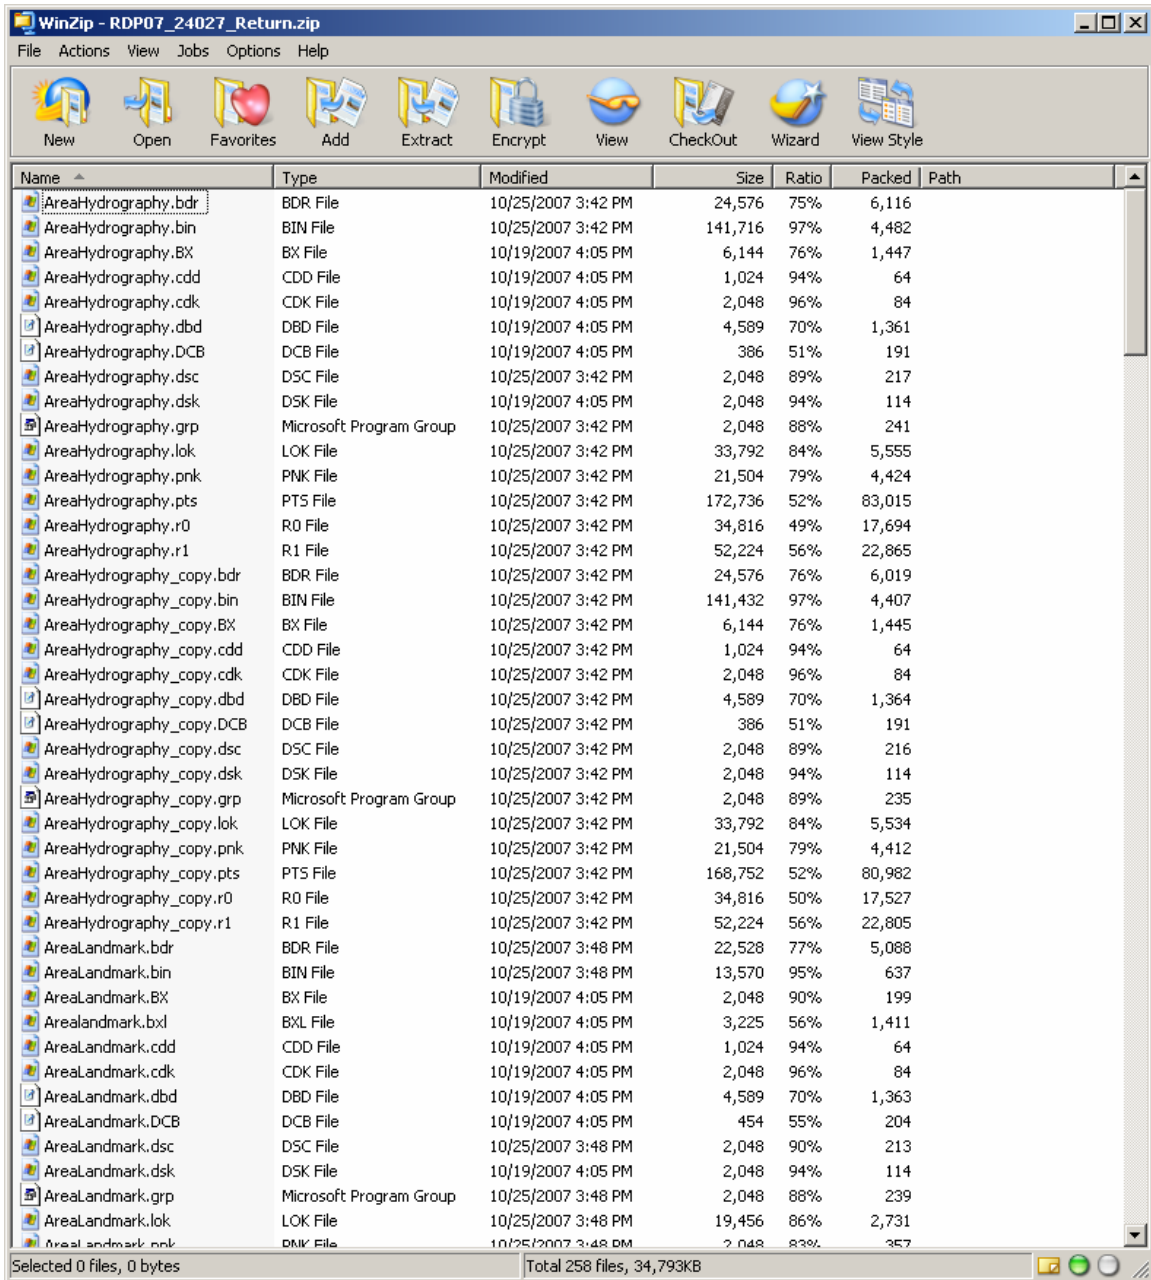 WinZip - RDP07_24027_Return.zip
File Actions View Jobs Options Help
New Open Favorites Add Extract Encrypt View CheckOut Wizard View Style
Name Type Modified Size Ratio Packed Path
AreaHydrography.bdr BDR File 10/25/2007 3:42 PM 24,576 75% 6,116
AreaHydrography.bin BIN File 10/25/2007 3:42 PM 141,716 97% 4,482
AreaHydrography.BX BX File 10/19/2007 4:05 PM 6,144 76% 1,447
AreaHydrography.cdd CDD File 10/19/2007 4:05 PM 1,024 94% 64
AreaHydrography.cdk CDK File 10/19/2007 4:05 PM 2,048 96% 84
AreaHydrography.dbd DBD File 10/19/2007 4:05 PM 4,589 70% 1,361
AreaHydrography.DCB DCB File 10/19/2007 4:05 PM 386 51% 191
AreaHydrography.dsc DSC File 10/25/2007 3:42 PM 2,048 89% 217
AreaHydrography.dsk DSK File 10/19/2007 4:05 PM 2,048 94% 114
AreaHydrography.grp Microsoft Program Group 10/25/2007 3:42 PM 2,048 88% 241
AreaHydrography.lok LOK File 10/25/2007 3:42 PM 33,792 84% 5,555
AreaHydrography.pnk PNK File 10/25/2007 3:42 PM 21,504 79% 4,424
AreaHydrography.pts PTS File 10/25/2007 3:42 PM 172,736 52% 83,015
AreaHydrography.r0 R0 File 10/25/2007 3:42 PM 34,816 49% 17,694
AreaHydrography.r1 R1 File 10/25/2007 3:42 PM 52,224 56% 22,865
AreaHydrography_copy.bdr BDR File 10/25/2007 3:42 PM 24,576 76% 6,019
AreaHydrography_copy.bin BIN File 10/25/2007 3:42 PM 141,432 97% 4,407
AreaHydrography_copy.BX BX File 10/25/2007 3:42 PM 6,144 76% 1,445
AreaHydrography_copy.cdd CDD File 10/25/2007 3:42 PM 1,024 94% 64
AreaHydrography_copy.cdk CDK File 10/25/2007 3:42 PM 2,048 96% 84
AreaHydrography_copy.dbd DBD File 10/25/2007 3:42 PM 4,589 70% 1,364
AreaHydrography_copy.DCB DCB File 10/25/2007 3:42 PM 386 51% 191
AreaHydrography_copy.dsc DSC File 10/25/2007 3:42 PM 2,048 89% 216
AreaHydrography_copy.dsk DSK File 10/25/2007 3:42 PM 2,048 94% 114
AreaHydrography_copy.grp Microsoft Program Group 10/25/2007 3:42 PM 2,048 89% 235
AreaHydrography_copy.lok LOK File 10/25/2007 3:42 PM 33,792 84% 5,534
AreaHydrography_copy.pnk PNK File 10/25/2007 3:42 PM 21,504 79% 4,412
AreaHydrography_copy.pts PTS File 10/25/2007 3:42 PM 168,752 52% 80,982
AreaHydrography_copy.r0 R0 File 10/25/2007 3:42 PM 34,816 50% 17,527
AreaHydrography_copy.r1 R1 File 10/25/2007 3:42 PM 52,224 56% 22,805
AreaLandmark.bdr BDR File 10/25/2007 3:48 PM 22,528 77% 5,088
AreaLandmark.bin BIN File 10/25/2007 3:48 PM 13,570 95% 637
AreaLandmark.BX BX File 10/19/2007 4:05 PM 2,048 90% 199
Arealandmark.bxl BXL File 10/19/2007 4:05 PM 3,225 56% 1,411
AreaLandmark.cdd CDD File 10/19/2007 4:05 PM 1,024 94% 64
AreaLandmark.cdk CDK File 10/19/2007 4:05 PM 2,048 96% 84
AreaLandmark.dbd DBD File 10/19/2007 4:05 PM 4,589 70% 1,363
AreaLandmark.DCB DCB File 10/19/2007 4:05 PM 454 55% 204
AreaLandmark.dsc DSC File 10/25/2007 3:48 PM 2,048 90% 213
AreaLandmark.dsk DSK File 10/19/2007 4:05 PM 2,048 94% 114
AreaLandmark.grp Microsoft Program Group 10/25/2007 3:48 PM 2,048 88% 239
AreaLandmark.lok LOK File 10/25/2007 3:48 PM 19,456 86% 2,731
AreaLandmark.pnk PNK File 10/25/2007 3:48 PM 2,048 83% 357
Selected 0 files, 0 bytes Total 258 files, 34,793KB